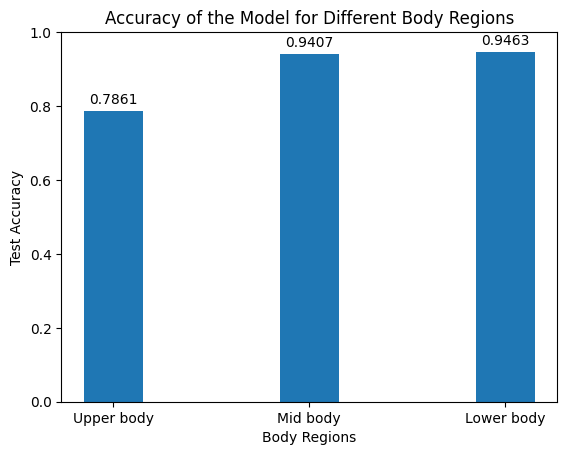 Accuracy of the Model for Different Body Regions
1.0
0.8
0.6
0.4
0.2
0.0
Test Accuracy
0.7861
0.9407
0.9463
Upper body
Mid body
Lower body
Body Regions